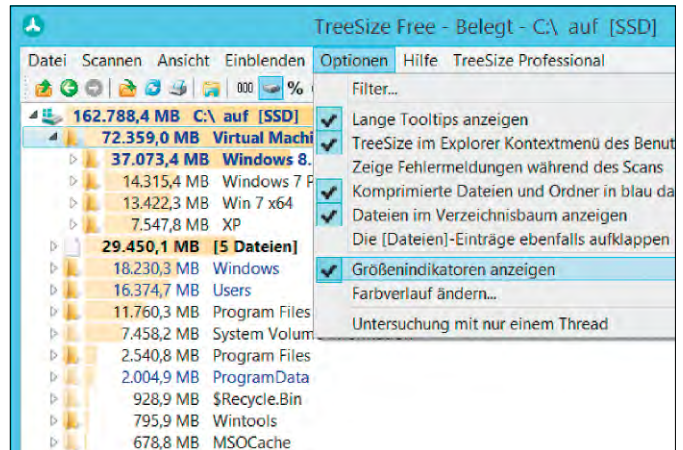 TreeSize Free - Belegt - C:\ auf [SSD]
Datei Scannen Ansicht Einblenden Optionen Hilfe TreeSize Professional
000 %
Filter...
162.788,4 MB C:\ auf [SSD]
Lange Tooltips anzeigen
72.359,0 MB Virtual Machi
TreeSize im Explorer Kontextmenü des Benut
37.073,4 MB Windows 8.
Zeige Fehlermeldungen während des Scans
14.315,4 MB Windows 7 P
Komprimierte Dateien und Ordner in blau da
13.422,3 MB Win 7 x64
Dateien im Verzeichnisbaum anzeigen
7.547,8 MB XP
Die [Dateien]-Einträge ebenfalls aufklappen
29.450,1 MB [5 Dateien]
Größenindikatoren anzeigen
18.230,3 MB Windows
Farbverlauf ändern...
16.374,7 MB Users
11.760,3 MB Program Files
Untersuchung mit nur einem Thread
7.458,2 MB System Volum
2.540,8 MB Program Files
2.004,9 MB ProgramData
928,9 MB $Recycle.Bin
795,9 MB Wintools
678,8 MB MSOCache